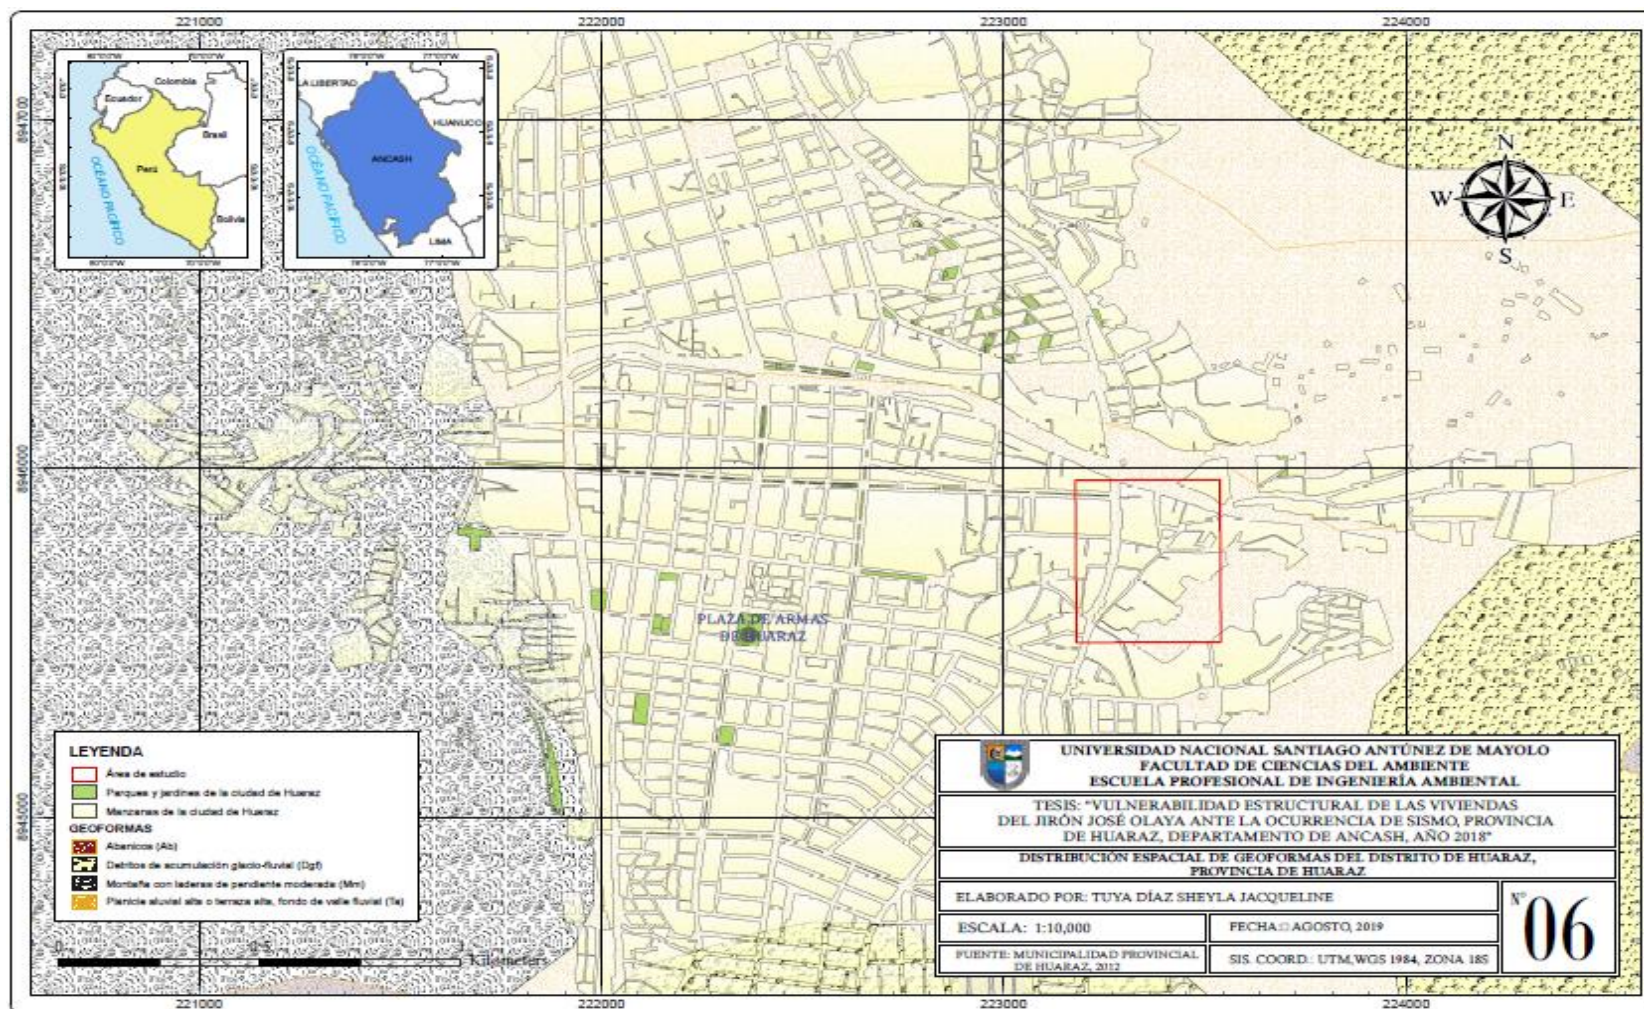 221000
222000
223000
224000
8947000
8946000
8945000
Colombia
Ecuador
Brasil
Perú
Bolivia
OCÉANO PACÍFICO
LA LIBERTAD
HUANUCO
ANCASH
LIMA
OCÉANO PACÍFICO
N
W
E
S
PLAZA DE ARMAS
DE HUARAZ
LEYENDA
Área de estudio
Parques y jardines de la ciudad de Huaraz
Manzanas de la ciudad de Huaraz
GEOFORMAS
Abanicos (Ab)
Detritos de acumulación glacio-fluvial (Dgf)
Montaña con laderas de pendiente moderada (Mm)
Planicie aluvial alta o terraza alta, fondo de valle fluvial (Ta)
0
0.5
1
Kilometers
UNIVERSIDAD NACIONAL SANTIAGO ANTÚNEZ DE MAYOLO
FACULTAD DE CIENCIAS DEL AMBIENTE
ESCUELA PROFESIONAL DE INGENIERÍA AMBIENTAL
TESIS: "VULNERABILIDAD ESTRUCTURAL DE LAS VIVIENDAS
DEL JIRÓN JOSÉ OLAYA ANTE LA OCURRENCIA DE SISMO, PROVINCIA
DE HUARAZ, DEPARTAMENTO DE ANCASH, AÑO 2018"
DISTRIBUCIÓN ESPACIAL DE GEOFORMAS DEL DISTRITO DE HUARAZ,
PROVINCIA DE HUARAZ
ELABORADO POR: TUYA DÍAZ SHEYLA JACQUELINE
ESCALA: 1:10,000
FECHA:□ AGOSTO, 2019
FUENTE: MUNICIPALIDAD PROVINCIAL
DE HUARAZ, 2012
SIS. COORD.: UTM,WGS 1984, ZONA 18S
N°
06
221000
222000
223000
224000